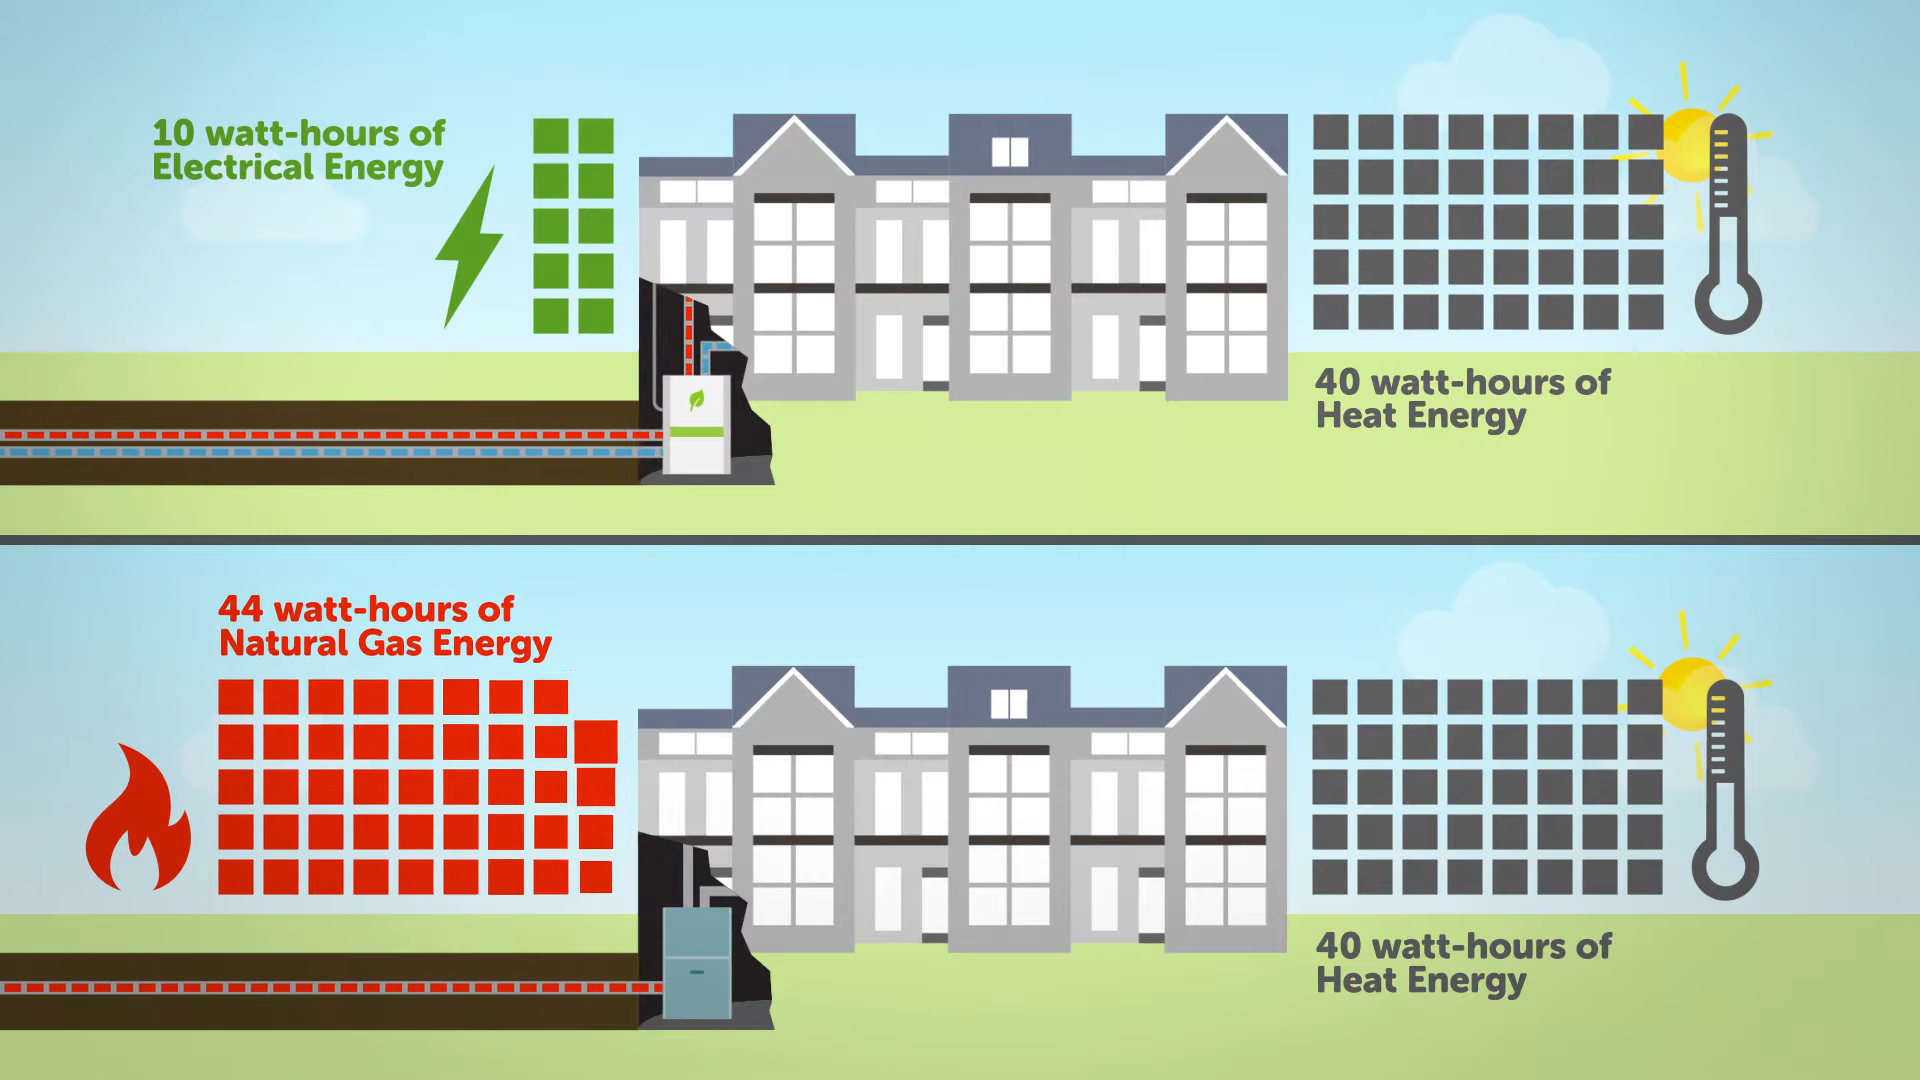 10 watt-hours of
Electrical Energy
40 watt-hours of
Heat Energy
44 watt-hours of
Natural Gas Energy
40 watt-hours of
Heat Energy